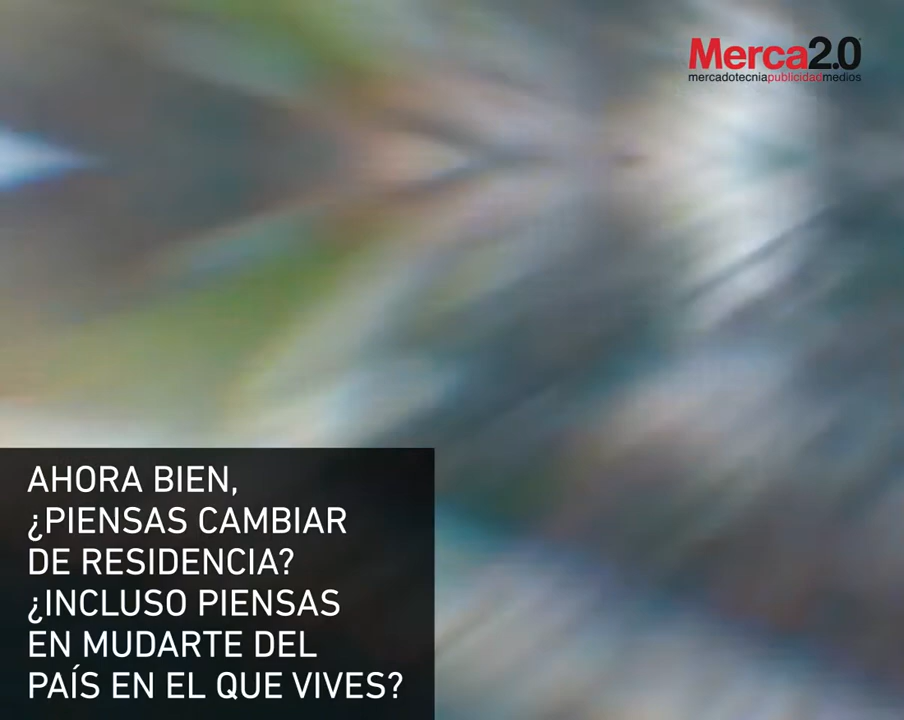 Merca2.0
mercadotecniapublicidadmedios
AHORA BIEN,
¿PIENSAS CAMBIAR
DE RESIDENCIA?
¿INCLUSO PIENSAS
EN MUDARTE DEL
PAÍS EN EL QUE VIVES?